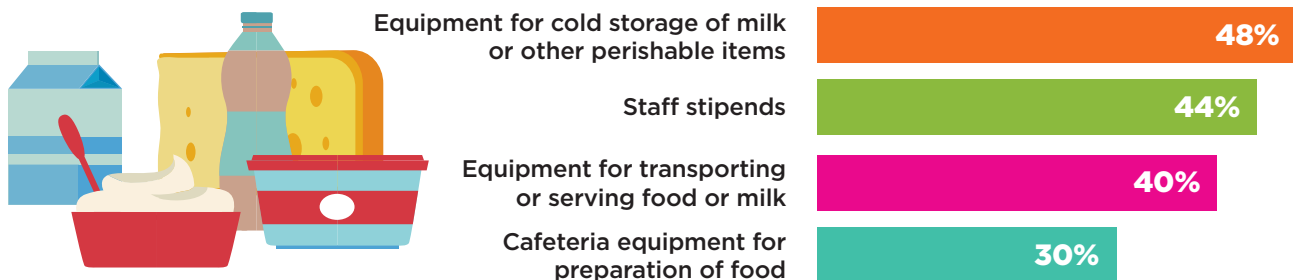 Equipment for cold storage of milk
or other perishable items
48%
Staff stipends
44%
Equipment for transporting
or serving food or milk
40%
Cafeteria equipment for
preparation of food
30%